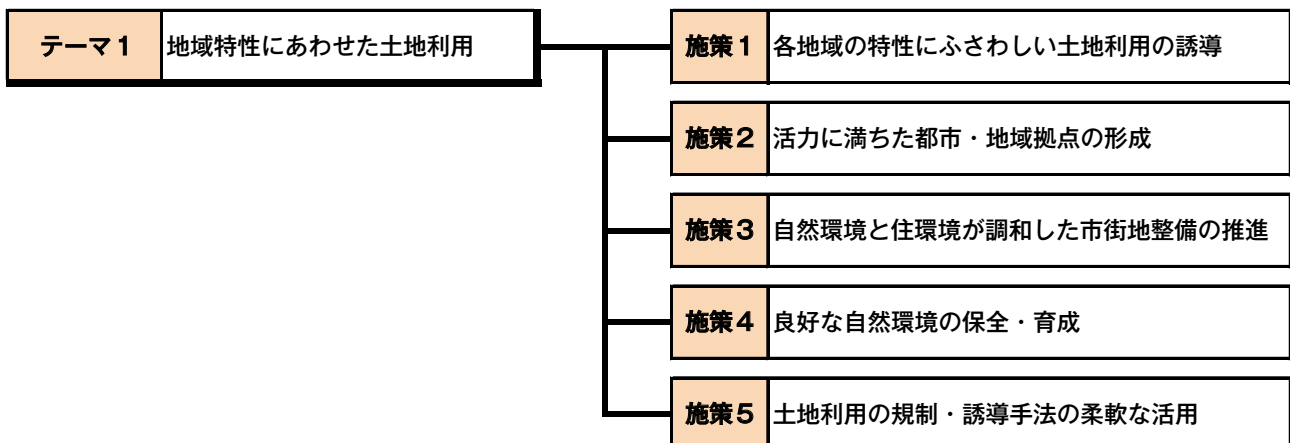 テーマ1 地域特性にあわせた土地利用
施策1 各地域の特性にふさわしい土地利用の誘導
施策2 活力に満ちた都市・地域拠点の形成
施策3 自然環境と住環境が調和した市街地整備の推進
施策4 良好な自然環境の保全・育成
施策5 土地利用の規制・誘導手法の柔軟な活用